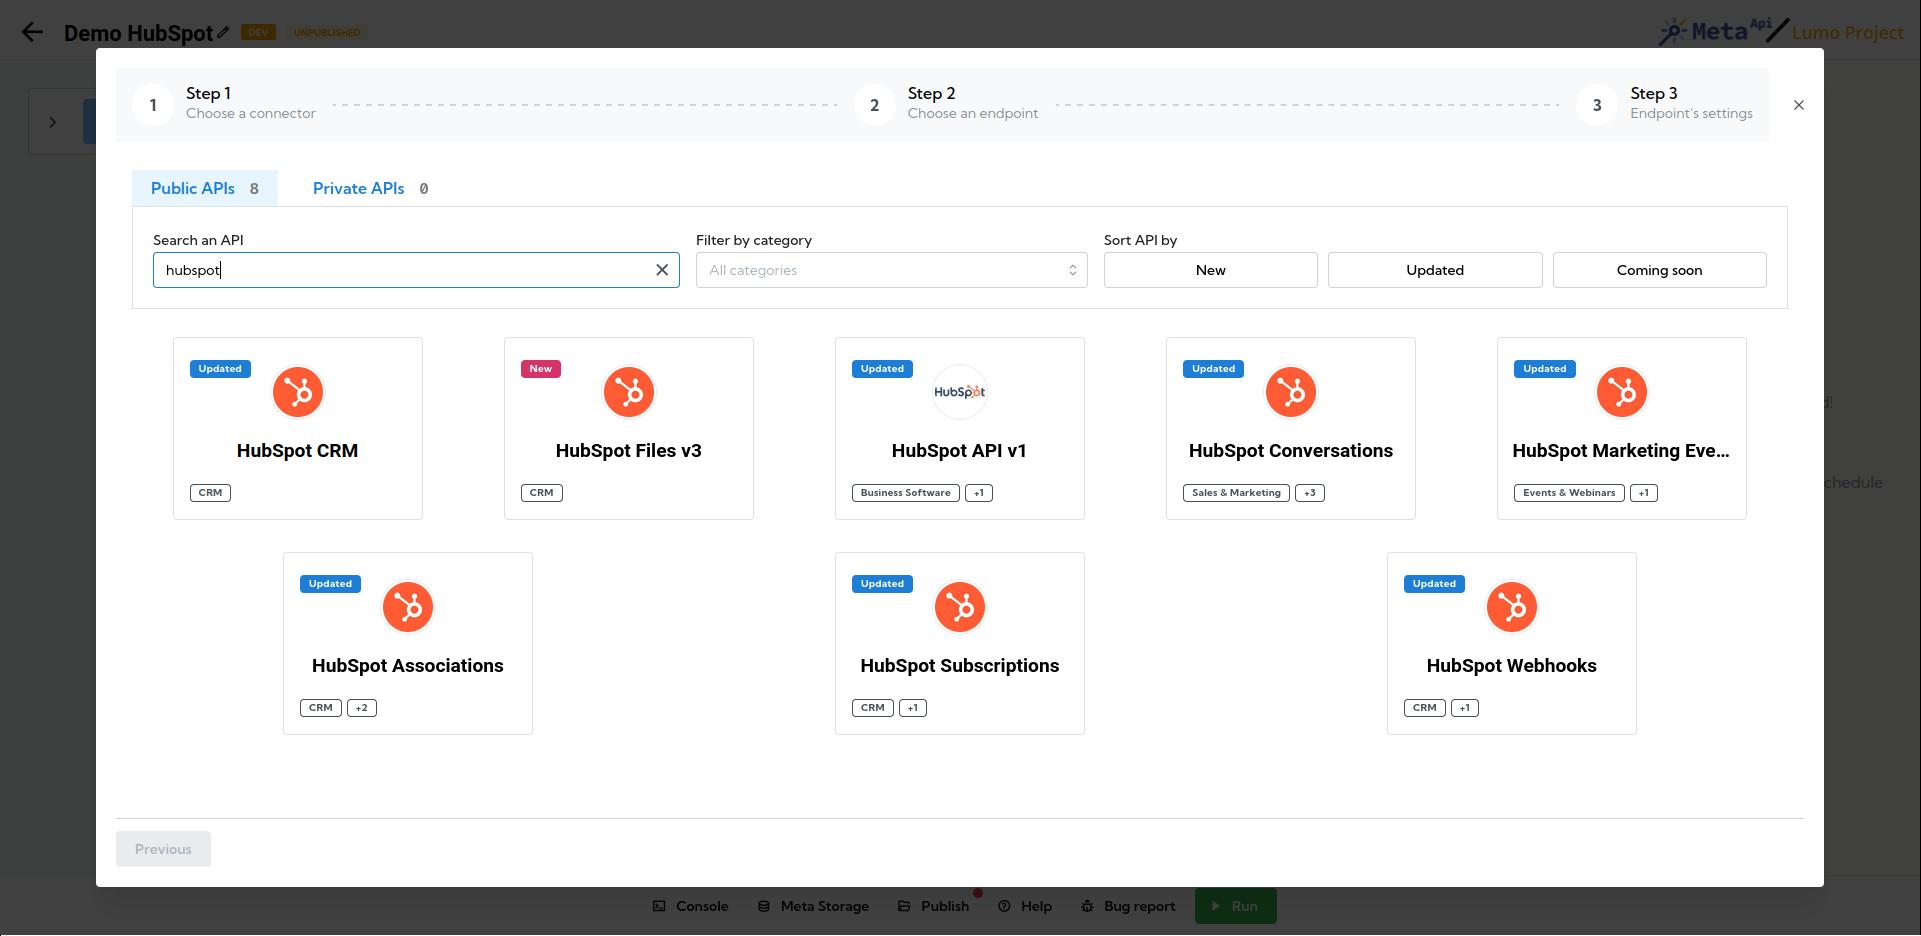 Demo HubSpot DEV UNPUBLISHED
Meta Api Lumo Project
1 Step 1 Choose a connector
2 Step 2 Choose an endpoint
3 Step 3 Endpoint's settings
Public APIs 8 Private APIs 0
Search an API Filter by category Sort API by
hubspot All categories New Updated Coming soon
Updated New Updated HubSpot Updated Updated
HubSpot CRM HubSpot Files v3 HubSpot API v1 HubSpot Conversations HubSpot Marketing Eve...
CRM CRM Business Software +1 Sales & Marketing +3 Events & Webinars +1
d!
chedule
Updated Updated Updated
HubSpot Associations HubSpot Subscriptions HubSpot Webhooks
CRM +2 CRM +1 CRM +1
Previous
Console Meta Storage Publish Help Bug report Run